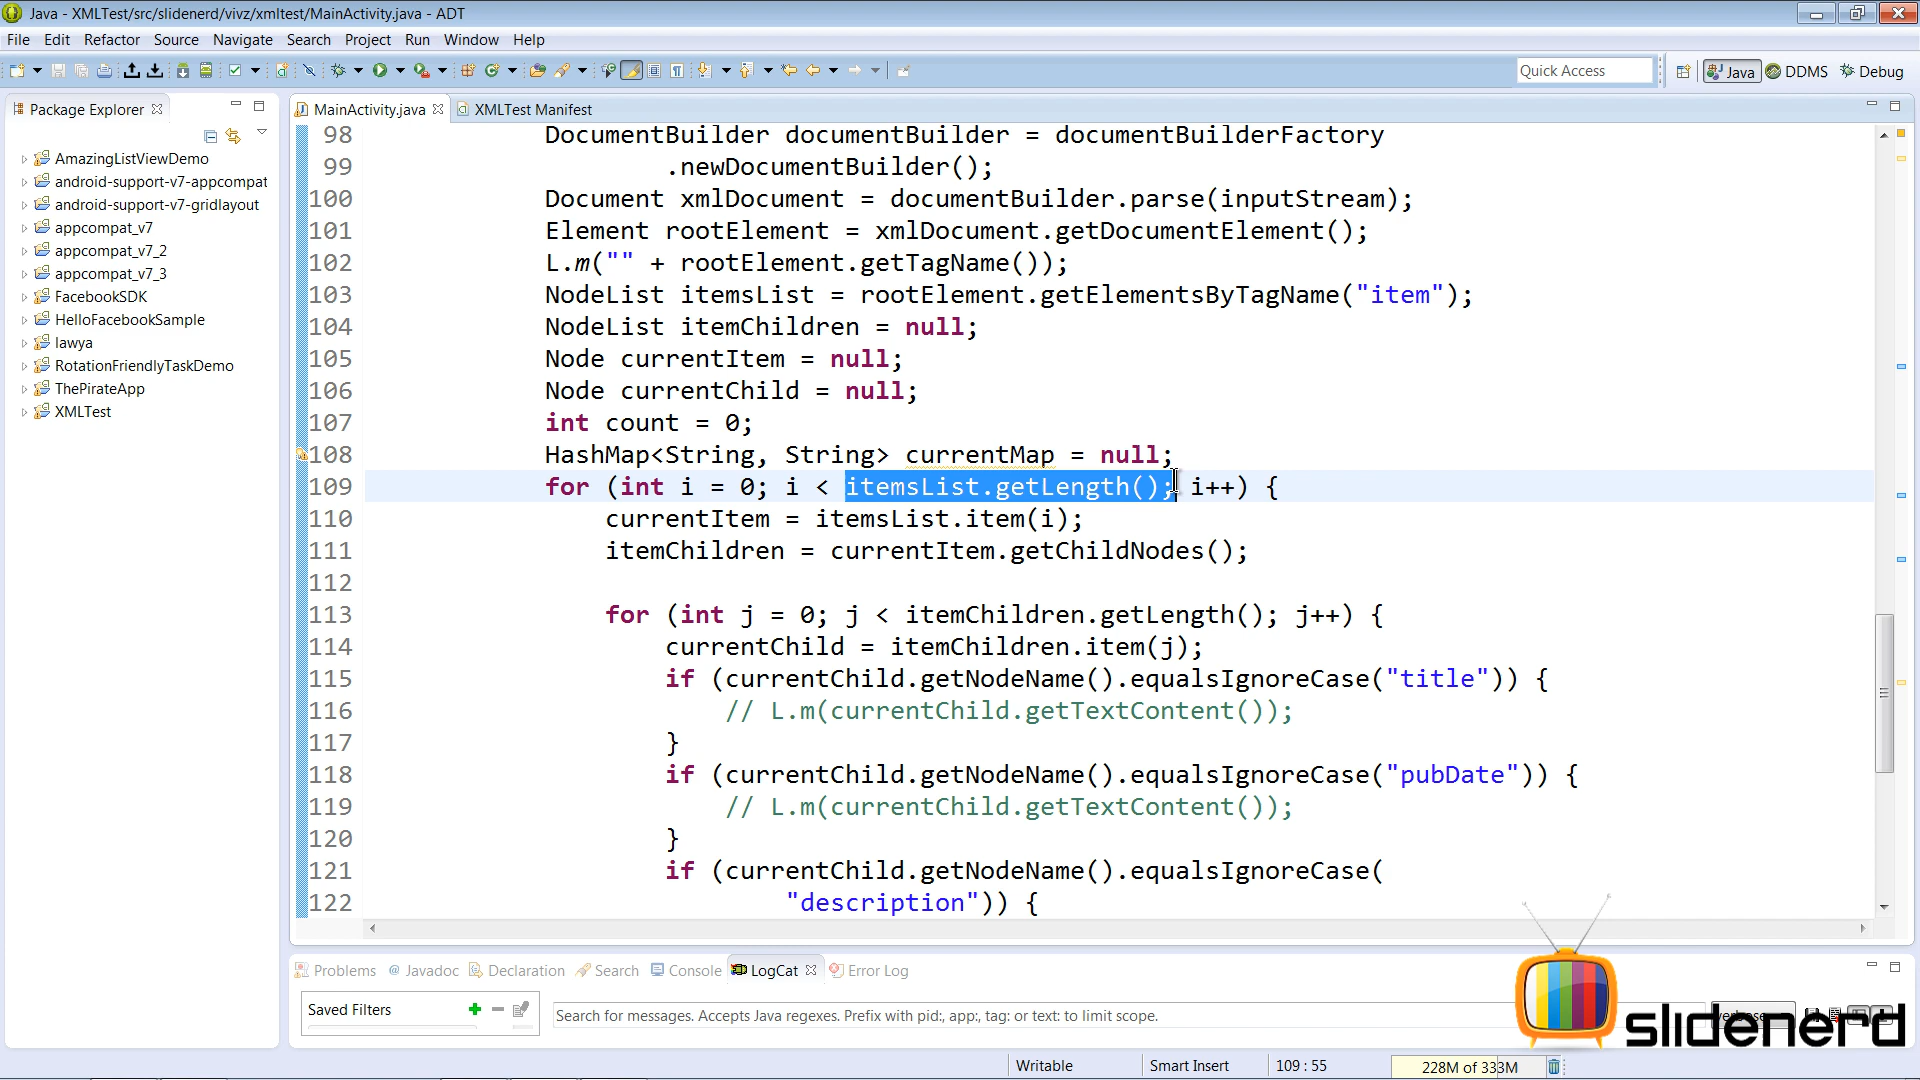 Java - XMLTest/src/slidenerd/vivz/xmltest/MainActivity.java - ADT
File Edit Refactor Source Navigate Search Project Run Window Help
Quick Access Java DDMS Debug
Package Explorer
AmazingListViewDemo
android-support-v7-appcompat
android-support-v7-gridlayout
appcompat_v7
appcompat_v7_2
appcompat_v7_3
FacebookSDK
HelloFacebookSample
lawya
RotationFriendlyTaskDemo
ThePirateApp
XMLTest
MainActivity.java XMLTest Manifest
98 DocumentBuilder documentBuilder = documentBuilderFactory
99 .newDocumentBuilder();
100 Document xmlDocument = documentBuilder.parse(inputStream);
101 Element rootElement = xmlDocument.getDocumentElement();
102 L.m("" + rootElement.getTagName());
103 NodeList itemsList = rootElement.getElementsByTagName("item");
104 NodeList itemChildren = null;
105 Node currentItem = null;
106 Node currentChild = null;
107 int count = 0;
108 HashMap<String, String> currentMap = null;
109 for (int i = 0; i < itemsList.getLength(); i++) {
110 currentItem = itemsList.item(i);
111 itemChildren = currentItem.getChildNodes();
112
113 for (int j = 0; j < itemChildren.getLength(); j++) {
114 currentChild = itemChildren.item(j);
115 if (currentChild.getNodeName().equalsIgnoreCase("title")) {
116 // L.m(currentChild.getTextContent());
117 }
118 if (currentChild.getNodeName().equalsIgnoreCase("pubDate")) {
119 // L.m(currentChild.getTextContent());
120 }
121 if (currentChild.getNodeName().equalsIgnoreCase(
122 "description")) {
Problems @ Javadoc Declaration Search Console LogCat Error Log
Saved Filters
Search for messages. Accepts Java regexes. Prefix with pid:, app:, tag: or text: to limit scope.
slidenerd
Writable Smart Insert 109 : 55 228M of 333M